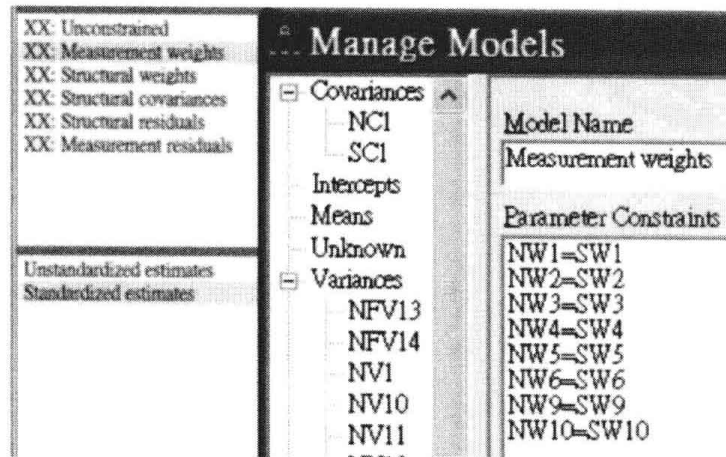 XX: Unconstrained
XX: Measurement weights
XX: Structural weights
XX: Structural covariances
XX: Structural residuals
XX: Measurement residuals
Unstandardized estimates
Standardized estimates
Manage Models
Covariances
NC1
SC1
Intercepts
Means
Unknown
Variances
NFV13
NFV14
NV1
NV10
NV11
Model Name
Measurement weights
Parameter Constraints
NW1=SW1
NW2=SW2
NW3=SW3
NW4=SW4
NW5=SW5
NW6=SW6
NW9=SW9
NW10=SW10